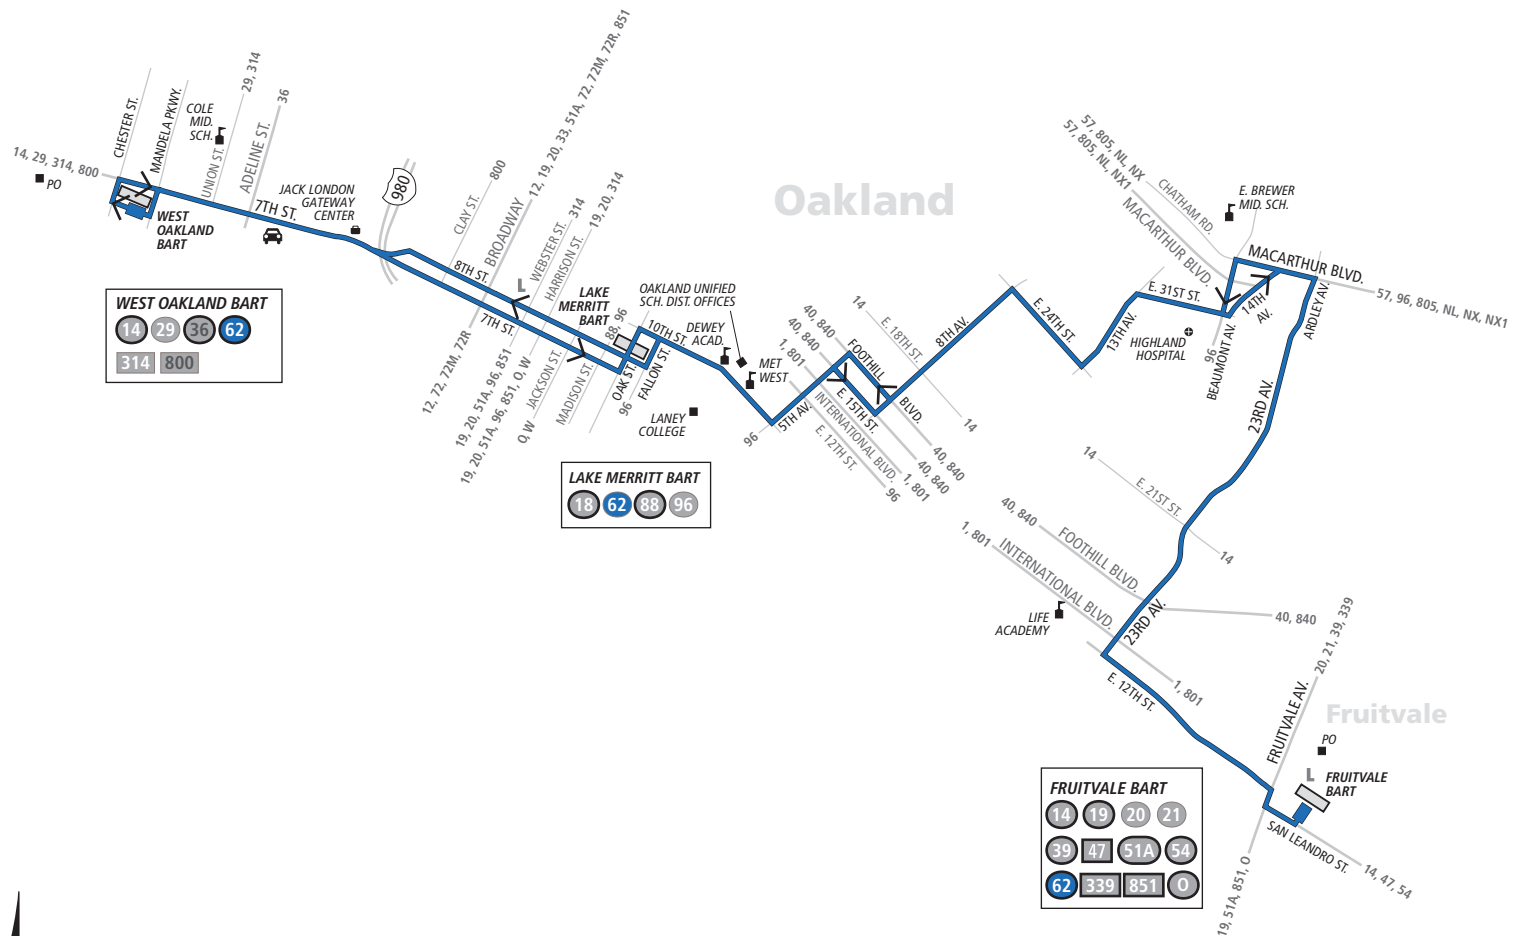 CHESTER ST.
MANDELA PKWY.
COLE
MID.
SCH.
29, 314
UNION ST.
36
ADELINE ST.
14, 29, 314, 800
PO
WEST
OAKLAND
BART
7TH ST.
JACK LONDON
GATEWAY
CENTER
980
CLAY ST.
800
BROADWAY
12, 19, 20, 33, 51A, 72, 72M, 72R, 851
8TH ST.
7TH ST.
WEBSTER ST.
314
HARRISON ST.
19, 20, 314
L
LAKE
MERRITT
BART
88, 96
OAKLAND UNIFIED
SCH. DIST. OFFICES
10TH ST.
DEWEY
ACAD.
MET
WEST
12, 72, 72M, 72R
19, 20, 51A, 96, 851
19, 20, 51A, 96, 851, O, W
O, W
JACKSON ST.
MADISON ST.
OAK ST.
96
FALLON ST.
LANEY
COLLEGE
WEST OAKLAND BART
14 29 36 62
314 800
LAKE MERRITT BART
18 62 88 96
Oakland
96
5TH AV.
1, 801
40, 840
40, 840
14
E. 18TH ST.
FOOTHILL
BLVD.
E. 15TH ST.
INTERNATIONAL BLVD.
E. 12TH ST.
96
1, 801
40, 840
40, 840
14
8TH AV.
E. 24TH ST.
13TH AV.
E. 31ST ST.
HIGHLAND
HOSPITAL
57, 805, NL, NX
57, 805, NL, NX1
CHATHAM RD.
MACARTHUR BLVD.
E. BREWER
MID. SCH.
MACARTHUR BLVD.
14TH
AV.
96
BEAUMONT AV.
ARDLEY AV.
57, 96, 805, NL, NX, NX1
23RD AV.
14
E. 21ST ST.
14
40, 840
FOOTHILL BLVD.
1, 801
INTERNATIONAL BLVD.
40, 840
23RD AV.
LIFE
ACADEMY
1, 801
E. 12TH ST.
20, 21, 39, 339
FRUITVALE AV.
Fruitvale
PO
L
FRUITVALE
BART
SAN LEANDRO ST.
14, 47, 54
19, 51A, 851, O
FRUITVALE BART
14 19 20 21
39 47 51A 54
62 339 851 O